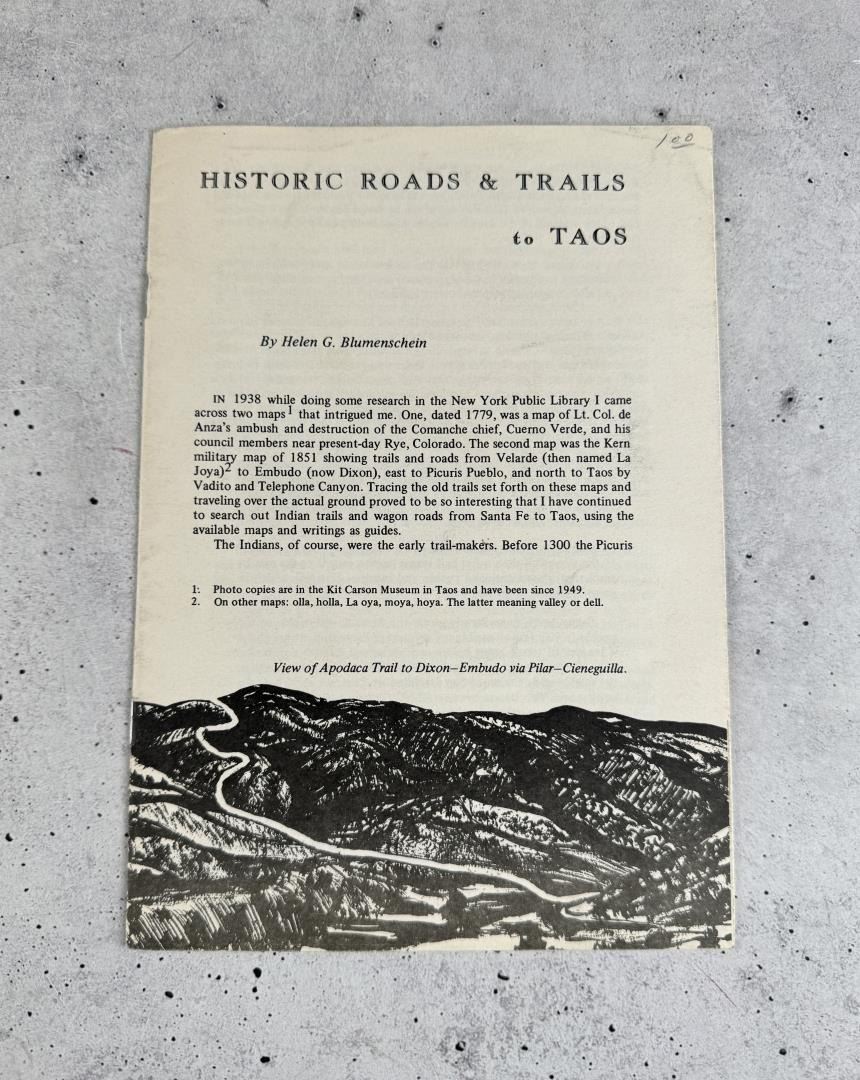 1 00
HISTORIC ROADS & TRAILS
to TAOS
By Helen G. Blumenschein
IN 1938 while doing some research in the New York Public Library I came
across two maps1 that intrigued me. One, dated 1779, was a map of Lt. Col. de
Anza's ambush and destruction of the Comanche chief, Cuerno Verde, and his
council members near present-day Rye, Colorado. The second map was the Kern
military map of 1851 showing trails and roads from Velarde (then named La
Joya)2 to Embudo (now Dixon), east to Picuris Pueblo, and north to Taos by
Vadito and Telephone Canyon. Tracing the old trails set forth on these maps and
traveling over the actual ground proved to be so interesting that I have continued
to search out Indian trails and wagon roads from Santa Fe to Taos, using the
available maps and writings as guides.
The Indians, of course, were the early trail-makers. Before 1300 the Picuris
1. Photo copies are in the Kit Carson Museum in Taos and have been since 1949.
2. On other maps: olla, holla, La oya, moya, hoya. The latter meaning valley or dell.
View of Apodaca Trail to Dixon–Embudo via Pilar–Cieneguilla.